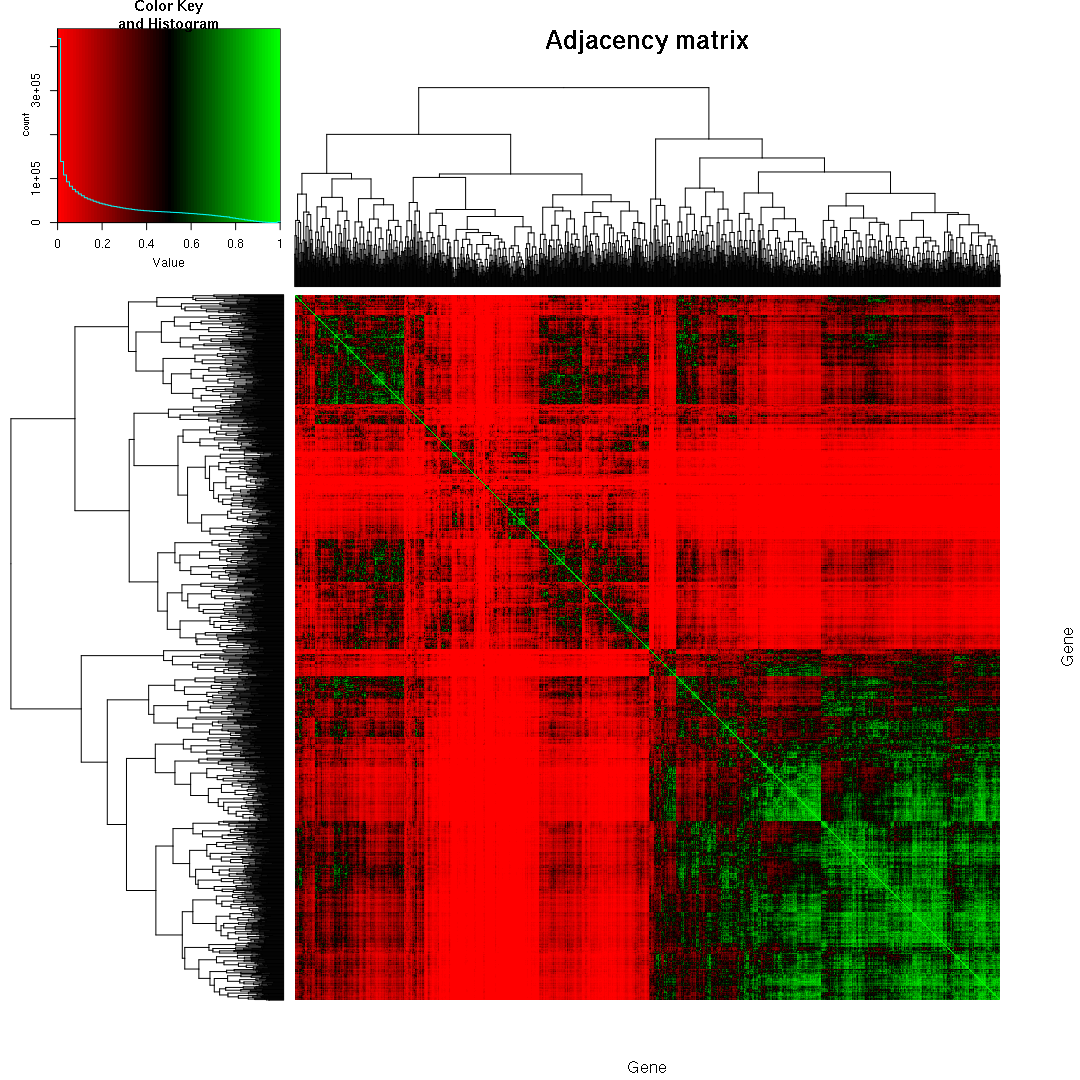 Color Key
and Histogram
Adjacency matrix
Count
0
1e+05
3e+05
0
0.2
0.4
0.6
0.8
1
Value
Gene
Gene